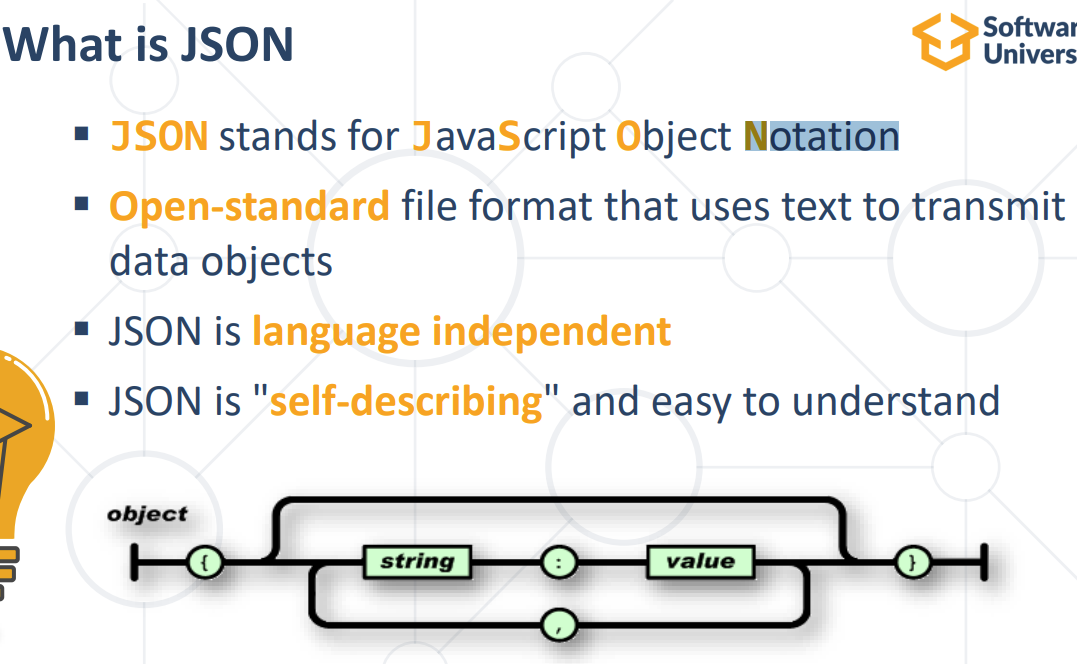 What is JSON
Softwar
Univers
▪ JSON stands for JavaScript Object Notation
▪ Open-standard file format that uses text to transmit
data objects
▪ JSON is language independent
▪ JSON is "self-describing" and easy to understand
object
{ string : value }
,